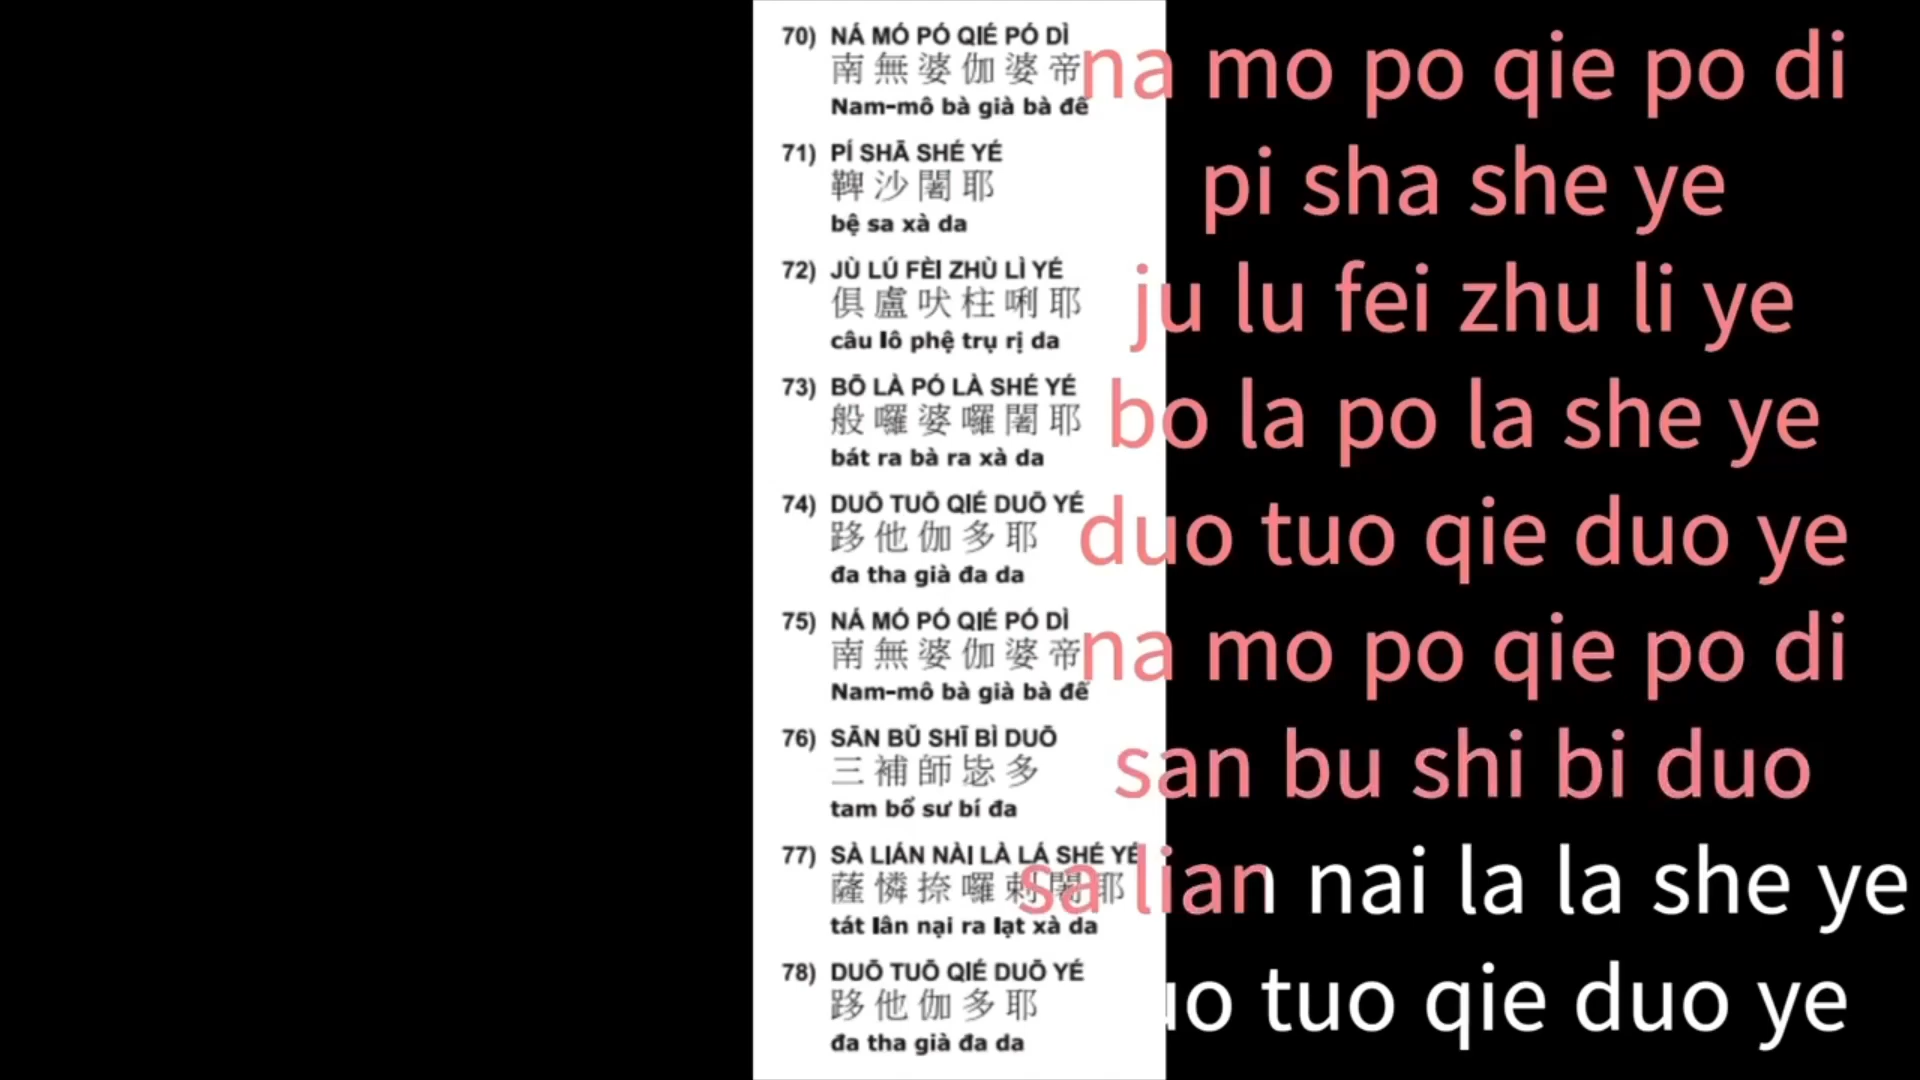 70) NÁ MÓ PÓ QIÉ PÓ DÌ
南 無 婆 伽 婆 帝
Nam-mô bà già bà đế
na mo po qie po di
71) PÍ SHĀ SHÉ YÉ
鞞 沙 闍 耶
bệ sa xà da
pi sha she ye
72) JÙ LÚ FÈI ZHÙ LÌ YÉ
俱 盧 吠 柱 唎 耶
câu lô phệ trụ rị da
ju lu fei zhu li ye
73) BŌ LÀ PÓ LÀ SHÉ YÉ
般 囉 婆 囉 闍 耶
bát ra bà ra xà da
bo la po la she ye
74) DUŌ TUŌ QIÉ DUŌ YÉ
跢 他 伽 多 耶
đa tha già đa da
duo tuo qie duo ye
75) NÁ MÓ PÓ QIÉ PÓ DÌ
南 無 婆 伽 婆 帝
Nam-mô bà già bà đế
na mo po qie po di
76) SĀN BŬ SHĪ BÌ DUŌ
三 補 師 毖 多
tam bổ sư bí đa
san bu shi bi duo
77) SÀ LIÁN NÀI LÀ LÁ SHÉ YÉ
薩 憐 捺 囉 剌 闍 耶
tát lân nại ra lạt xà da
sa lian nai la la she ye
78) DUŌ TUŌ QIÉ DUŌ YÉ
跢 他 伽 多 耶
đa tha già đa da
uo tuo qie duo ye